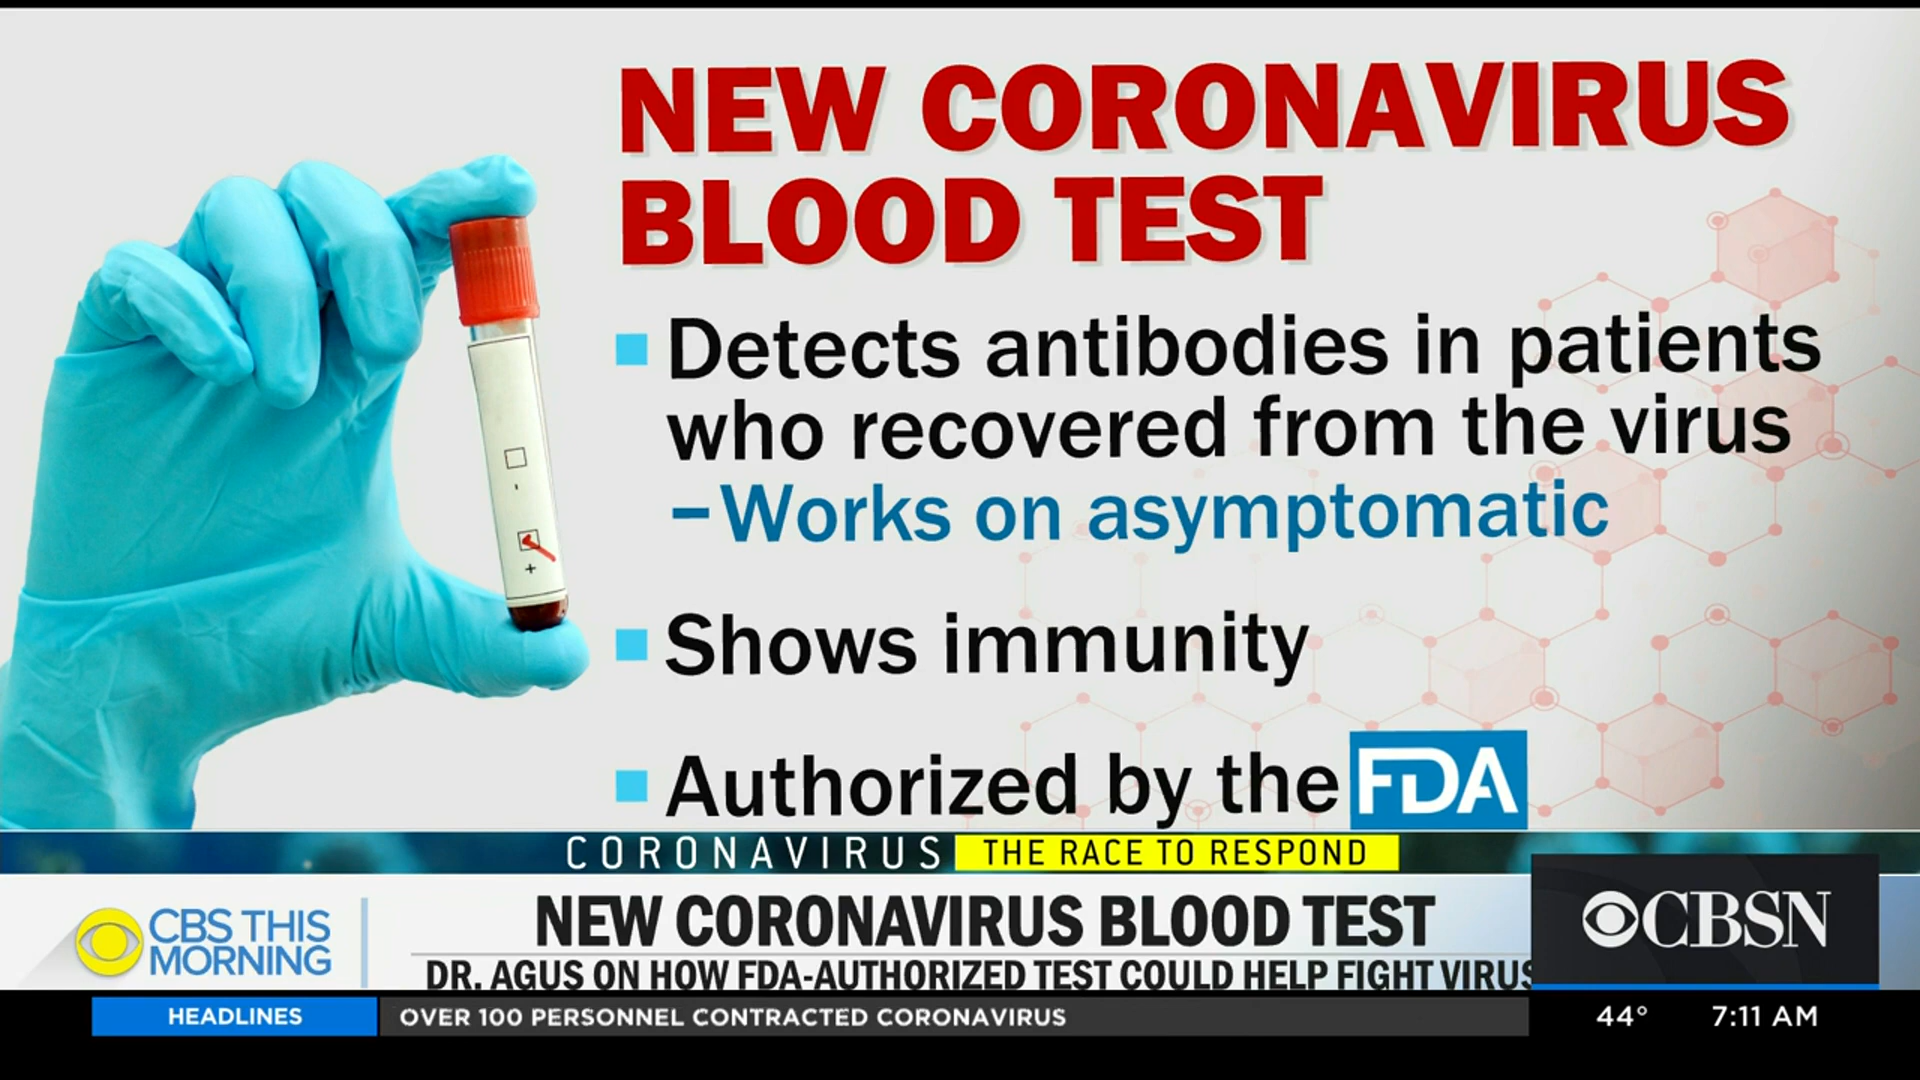 NEW CORONAVIRUS
BLOOD TEST
Detects antibodies in patients
who recovered from the virus
–Works on asymptomatic
Shows immunity
Authorized by the FDA
-
+
CORONAVIRUS THE RACE TO RESPOND
CBS THIS
MORNING
NEW CORONAVIRUS BLOOD TEST
DR. AGUS ON HOW FDA-AUTHORIZED TEST COULD HELP FIGHT VIRUS
CBSN
HEADLINES OVER 100 PERSONNEL CONTRACTED CORONAVIRUS
44° 7:11 AM